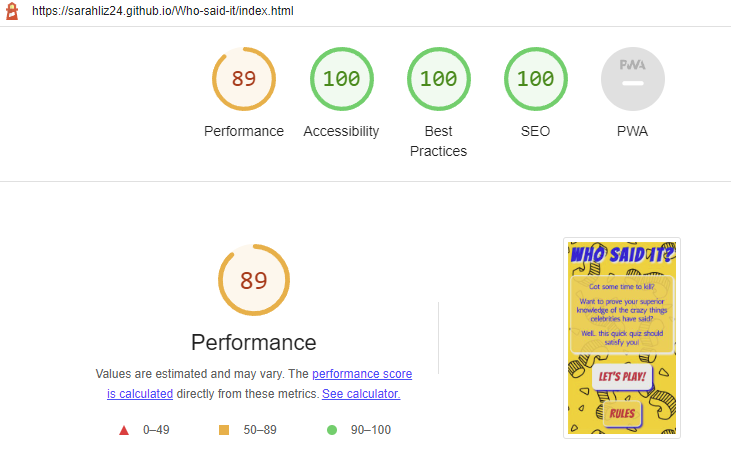 https://sarahliz24.github.io/Who-said-it/index.html
89
100
100
100
PWA
Performance
Accessibility
Best
Practices
SEO
PWA
89
Performance
Values are estimated and may vary. The performance score
is calculated directly from these metrics. See calculator.
0–49
50–89
90–100
WHO SAID IT?
Got some time to kill?
Want to prove your superior
knowledge of the crazy things
celebrities have said?
Well.. this quick quiz should
satisfy you!
LET'S PLAY!
RULES